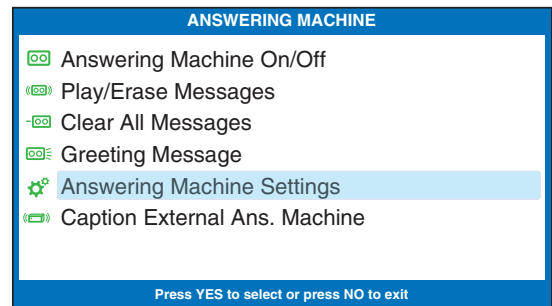 ANSWERING MACHINE
Answering Machine On/Off
Play/Erase Messages
Clear All Messages
Greeting Message
Answering Machine Settings
Caption External Ans. Machine
Press YES to select or press NO to exit